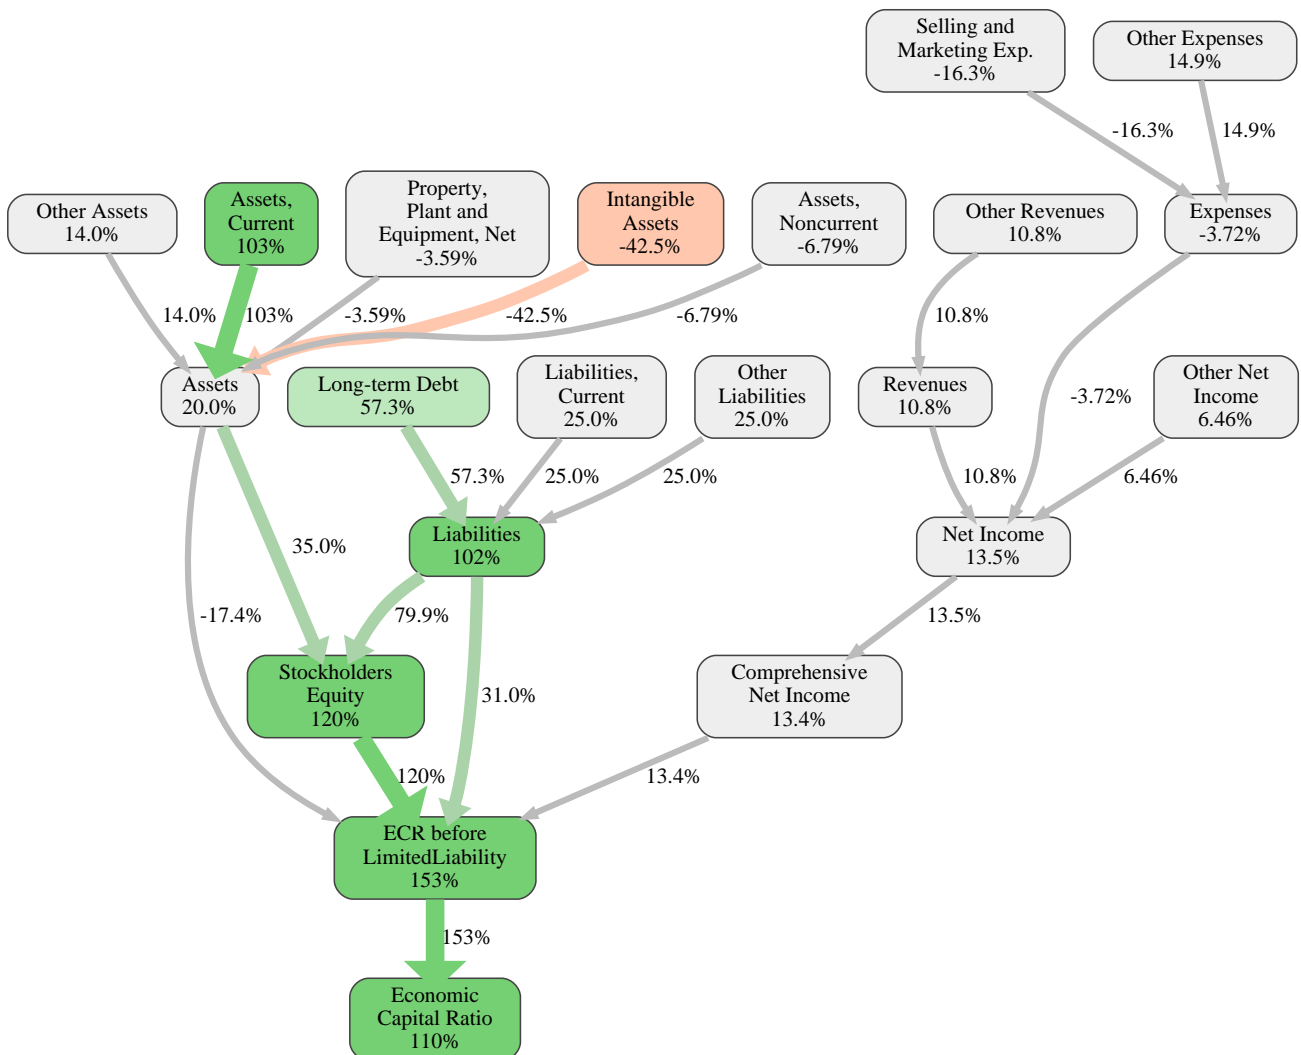 Selling and
Marketing Exp.
-16.3%
Other Expenses
14.9%
-16.3%
14.9%
Other Assets
14.0%
Assets,
Current
103%
Property,
Plant and
Equipment, Net
-3.59%
Intangible
Assets
-42.5%
Assets,
Noncurrent
-6.79%
Other Revenues
10.8%
Expenses
-3.72%
14.0%
103%
-3.59%
-42.5%
-6.79%
10.8%
Assets
20.0%
Long-term Debt
57.3%
Liabilities,
Current
25.0%
Other
Liabilities
25.0%
Revenues
10.8%
-3.72%
Other Net
Income
6.46%
57.3%
25.0%
25.0%
10.8%
6.46%
35.0%
Liabilities
102%
Net Income
13.5%
-17.4%
79.9%
13.5%
Stockholders
Equity
120%
31.0%
Comprehensive
Net Income
13.4%
120%
13.4%
ECR before
LimitedLiability
153%
153%
Economic
Capital Ratio
110%